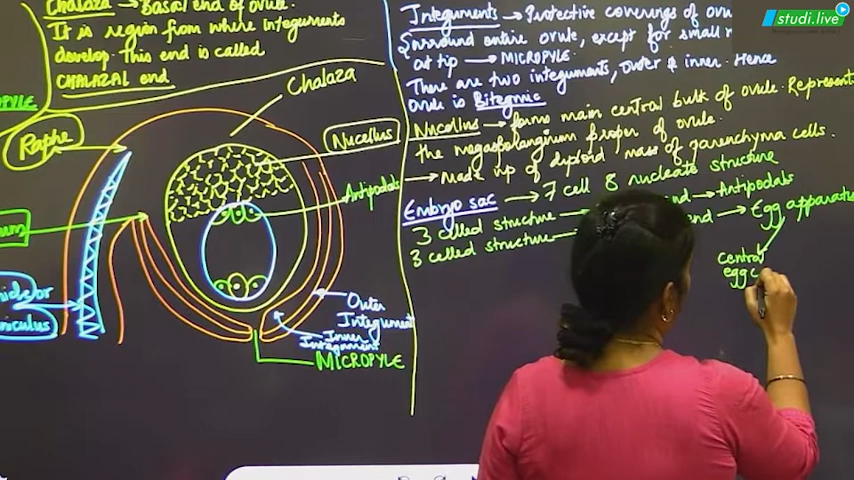 Chalaza → Basal end of ovule.
It is region from where integuments
develop. This end is called
CHALAZAL end
Raphe
Chalaza
Nucellus
Antipodals
Outer
Integument
Inner
Integument
MICROPYLE
Integuments → Protective coverings of
Surround entire ovule, except for small
at tip → MICROPYLE.
There are two integuments, outer & inner. Hence
Ovule is Bitegmic
Nucellus → forms main central bulk of ovule. Represent
the megasporangium proper of ovule.
→ Made up of diploid mass of parenchyma cells.
Embryo sac → 7 cell 8 nucleate structure
3 celled structure → Antipodals
3 celled structure → Egg apparatus
central
egg
studi.live